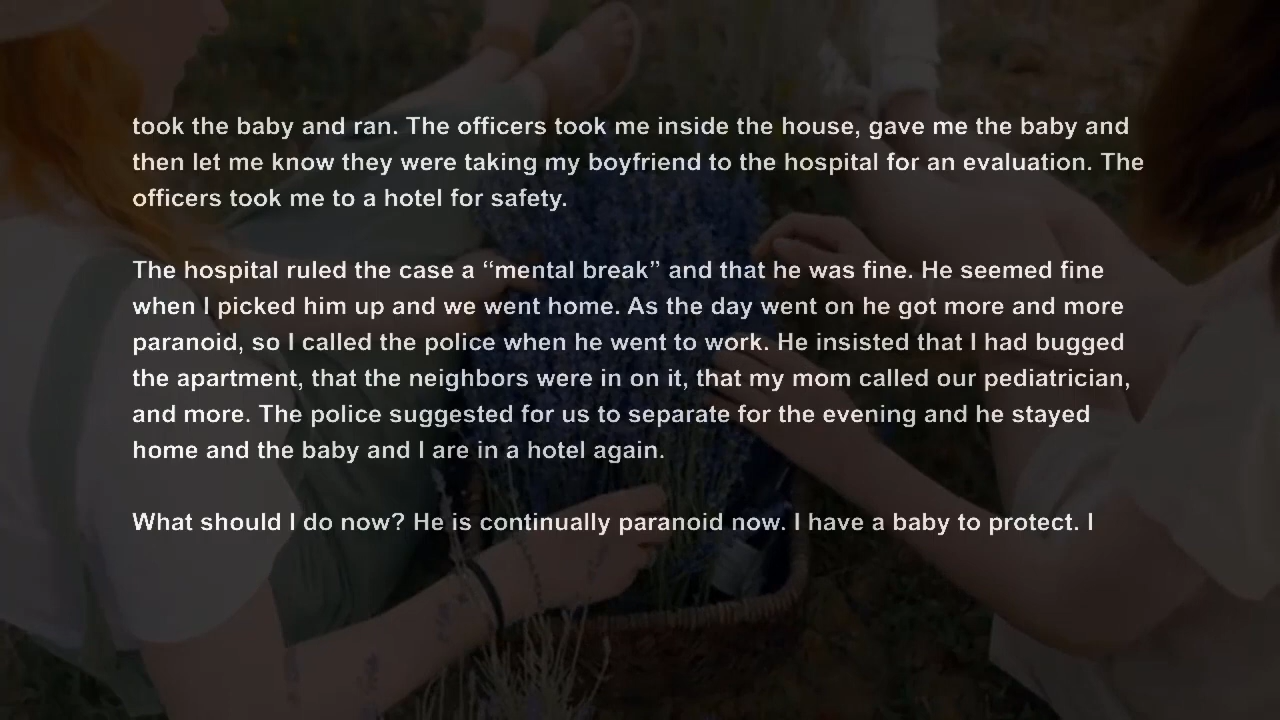 took the baby and ran. The officers took me inside the house, gave me the baby and
then let me know they were taking my boyfriend to the hospital for an evaluation. The
officers took me to a hotel for safety.
The hospital ruled the case a “mental break” and that he was fine. He seemed fine
when I picked him up and we went home. As the day went on he got more and more
paranoid, so I called the police when he went to work. He insisted that I had bugged
the apartment, that the neighbors were in on it, that my mom called our pediatrician,
and more. The police suggested for us to separate for the evening and he stayed
home and the baby and I are in a hotel again.
What should I do now? He is continually paranoid now. I have a baby to protect. I